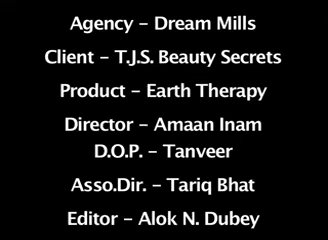 Agency – Dream Mills
Client – T.J.S. Beauty Secrets
Product – Earth Therapy
Director – Amaan Inam
D.O.P. – Tanveer
Asso.Dir. – Tariq Bhat
Editor – Alok N. Dubey